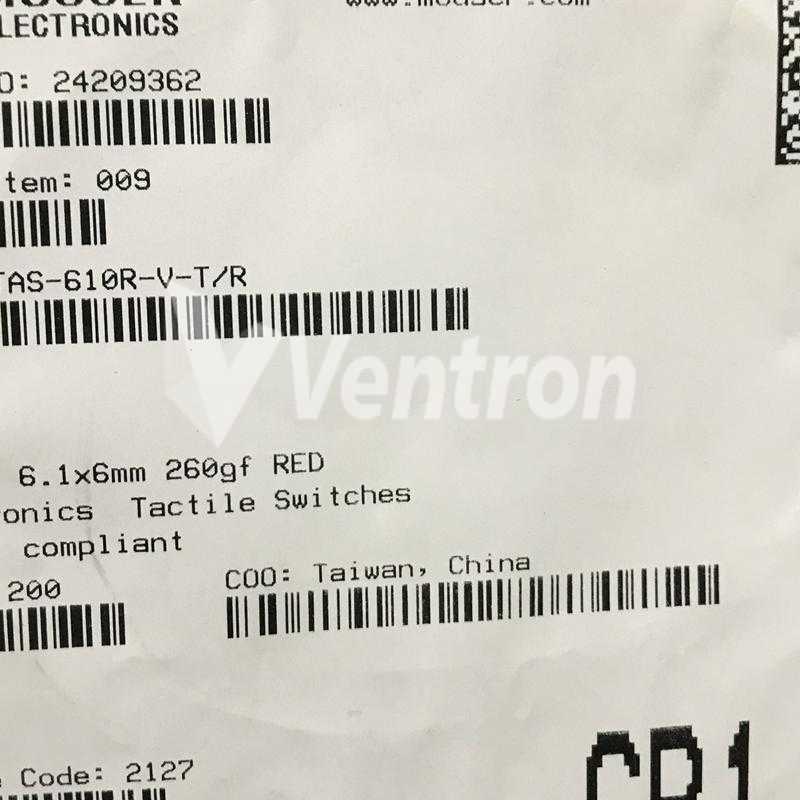 LECTRONICS
www.mouser.com
O: 24209362
tem: 009
TAS-610R-V-T/R
Ventron
6.1x6mm 260gf RED
onics Tactile Switches
compliant
200
COO: Taiwan, China
Code: 2127
CR1